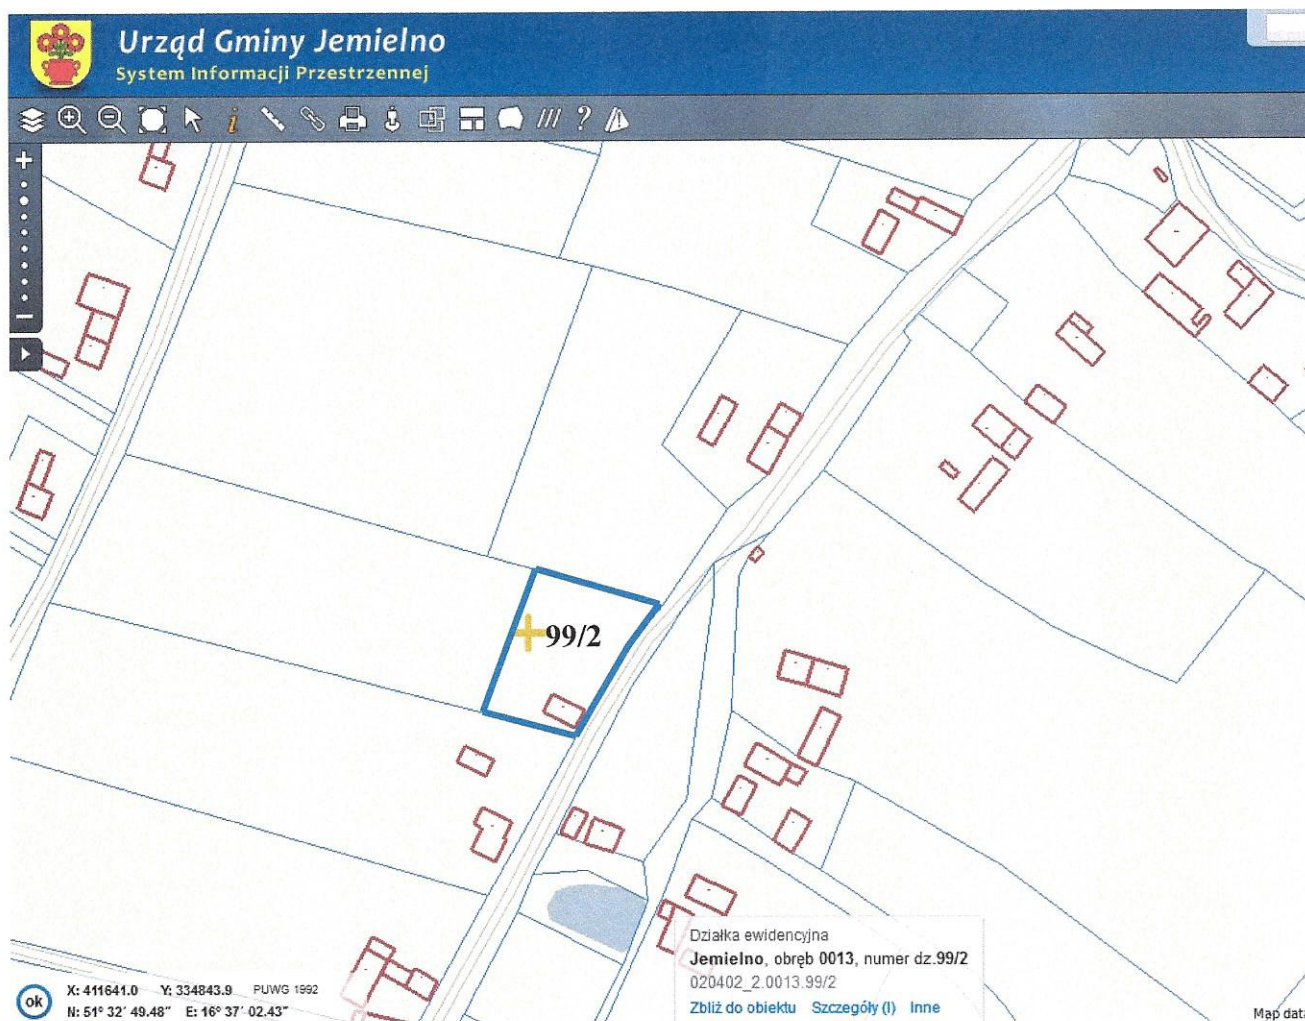 Urząd Gminy Jemielno
System Informacji Przestrzennej
99/2
Działka ewidencyjna
Jemielno, obręb 0013, numer dz.99/2
020402_2.0013.99/2
Zbliż do obiektu Szczegóły (I) Inne
ok
X: 411641.0 Y: 334843.9 PUWG 1992
N: 51° 32' 49.48" E: 16° 37' 02.43"
Map dat